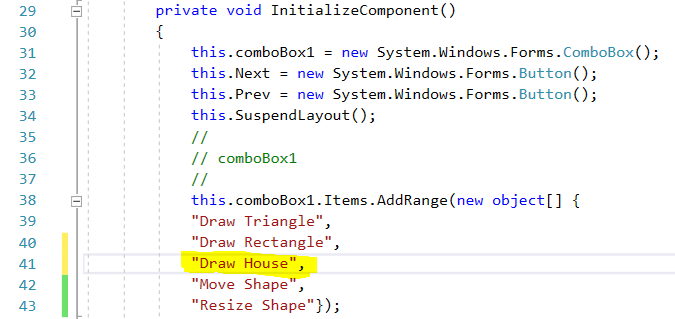 29 private void InitializeComponent()
30 {
31 this.comboBox1 = new System.Windows.Forms.ComboBox();
32 this.Next = new System.Windows.Forms.Button();
33 this.Prev = new System.Windows.Forms.Button();
34 this.SuspendLayout();
35 //
36 // comboBox1
37 //
38 this.comboBox1.Items.AddRange(new object[] {
39 "Draw Triangle",
40 "Draw Rectangle",
41 "Draw House",
42 "Move Shape",
43 "Resize Shape"});